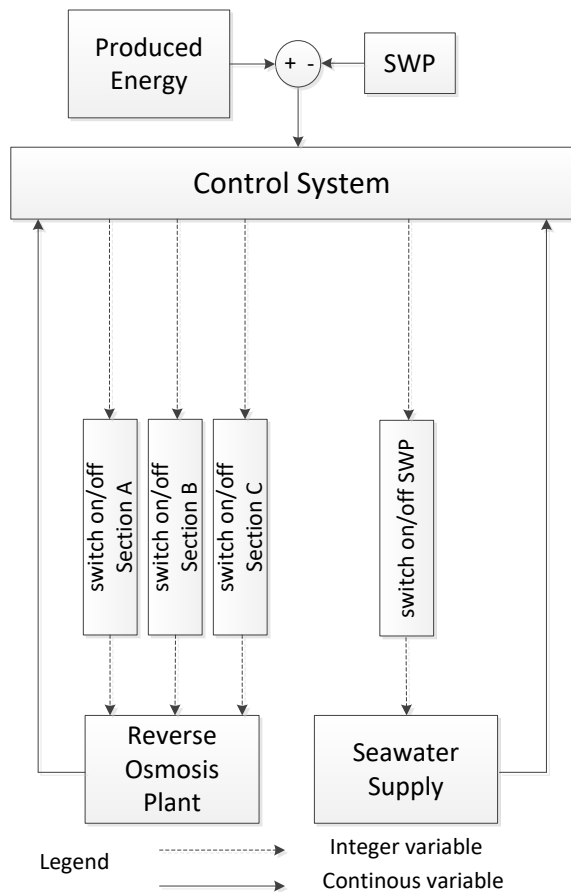 Produced
Energy
+ -
SWP
Control System
switch on/off
Section A
switch on/off
Section B
switch on/off
Section C
switch on/off SWP
Reverse
Osmosis
Plant
Seawater
Supply
Legend
Integer variable
Continous variable